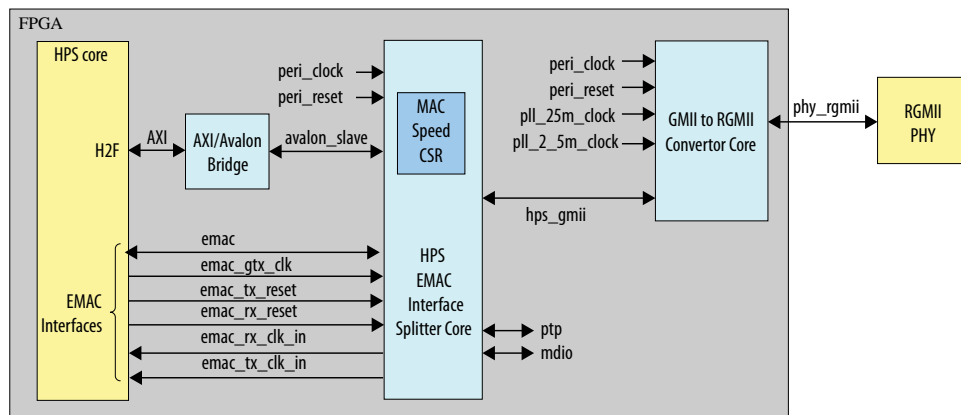 FPGA
HPS core
H2F
AXI
AXI/Avalon
Bridge
avalon_slave
peri_clock
peri_reset
MAC
Speed
CSR
HPS
EMAC
Interface
Splitter Core
peri_clock
peri_reset
pll_25m_clock
pll_2_5m_clock
GMII to RGMII
Convertor Core
phy_rgmii
RGMII
PHY
hps_gmii
EMAC
Interfaces
emac
emac_gtx_clk
emac_tx_reset
emac_rx_reset
emac_rx_clk_in
emac_tx_clk_in
ptp
mdio